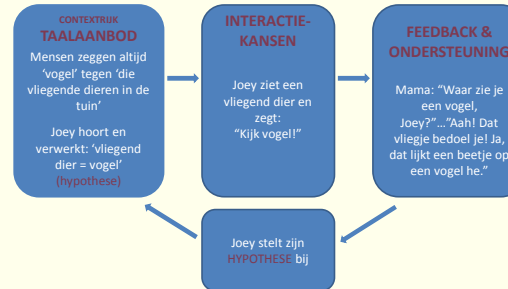 CONTEXTRIJK
TAALAANBOD
Mensen zeggen altijd
‘vogel’ tegen ‘die
vliegende dieren in de
tuin’
Joey hoort en
verwerkt: ‘vliegend
dier = vogel’
(hypothese)
INTERACTIE-
KANSEN
Joey ziet een
vliegend dier en
zegt:
“Kijk vogel!”
FEEDBACK &
ONDERSTEUNING
Mama: “Waar zie je
een vogel,
Joey?”…”Aah! Dat
vliegje bedoel je! Ja,
dat lijkt een beetje op
een vogel he.”
Joey stelt zijn
HYPOTHESE bij